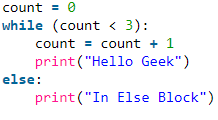 count = 0
while (count < 3):
    count = count + 1
    print("Hello Geek")
else:
    print("In Else Block")